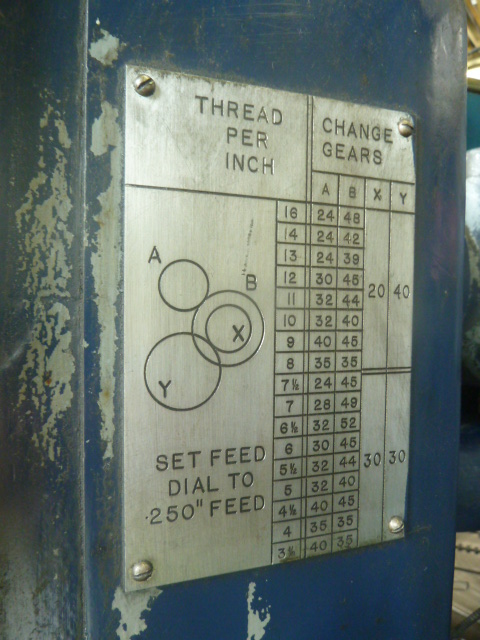 THREAD
PER
INCH
CHANGE
GEARS
A B X Y
16 24 48
14 24 42
13 24 39
12 30 45
11 32 44
10 32 40
9 40 45
8 35 35
20 40
7½ 24 45
7 28 49
6½ 32 52
6 30 45
5½ 32 44
5 32 40
4½ 40 45
4 35 35
3½ 40 35
30 30
A
B
X
Y
SET FEED
DIAL TO
.250" FEED